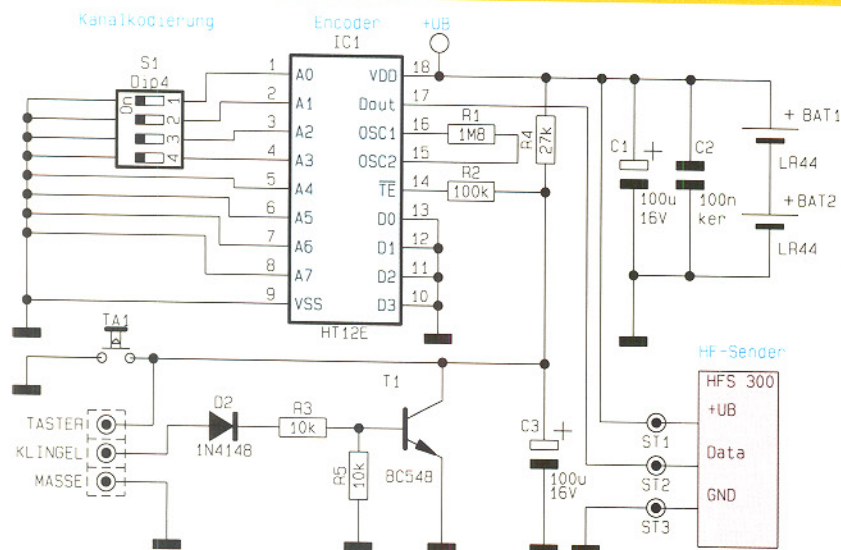 Kanalkodierung
Encoder
+UB
IC1
S1
Dip4
On
1
2
3
4
1
2
3
4
5
6
7
8
9
A0
A1
A2
A3
A4
A5
A6
A7
VSS
VDD
Dout
OSC1
OSC2
TE
D0
D1
D2
D3
18
17
16
15
14
13
12
11
10
HT12E
R1
1M8
R2
100k
R4
27k
C1
+
100u
16V
C2
100n
ker
+BAT1
LR44
+BAT2
LR44
TA1
TASTER
KLINGEL
MASSE
D2
1N4148
R3
10k
R5
10k
T1
BC548
C3
+
100u
16V
HF-Sender
HFS 300
+UB
Data
GND
ST1
ST2
ST3